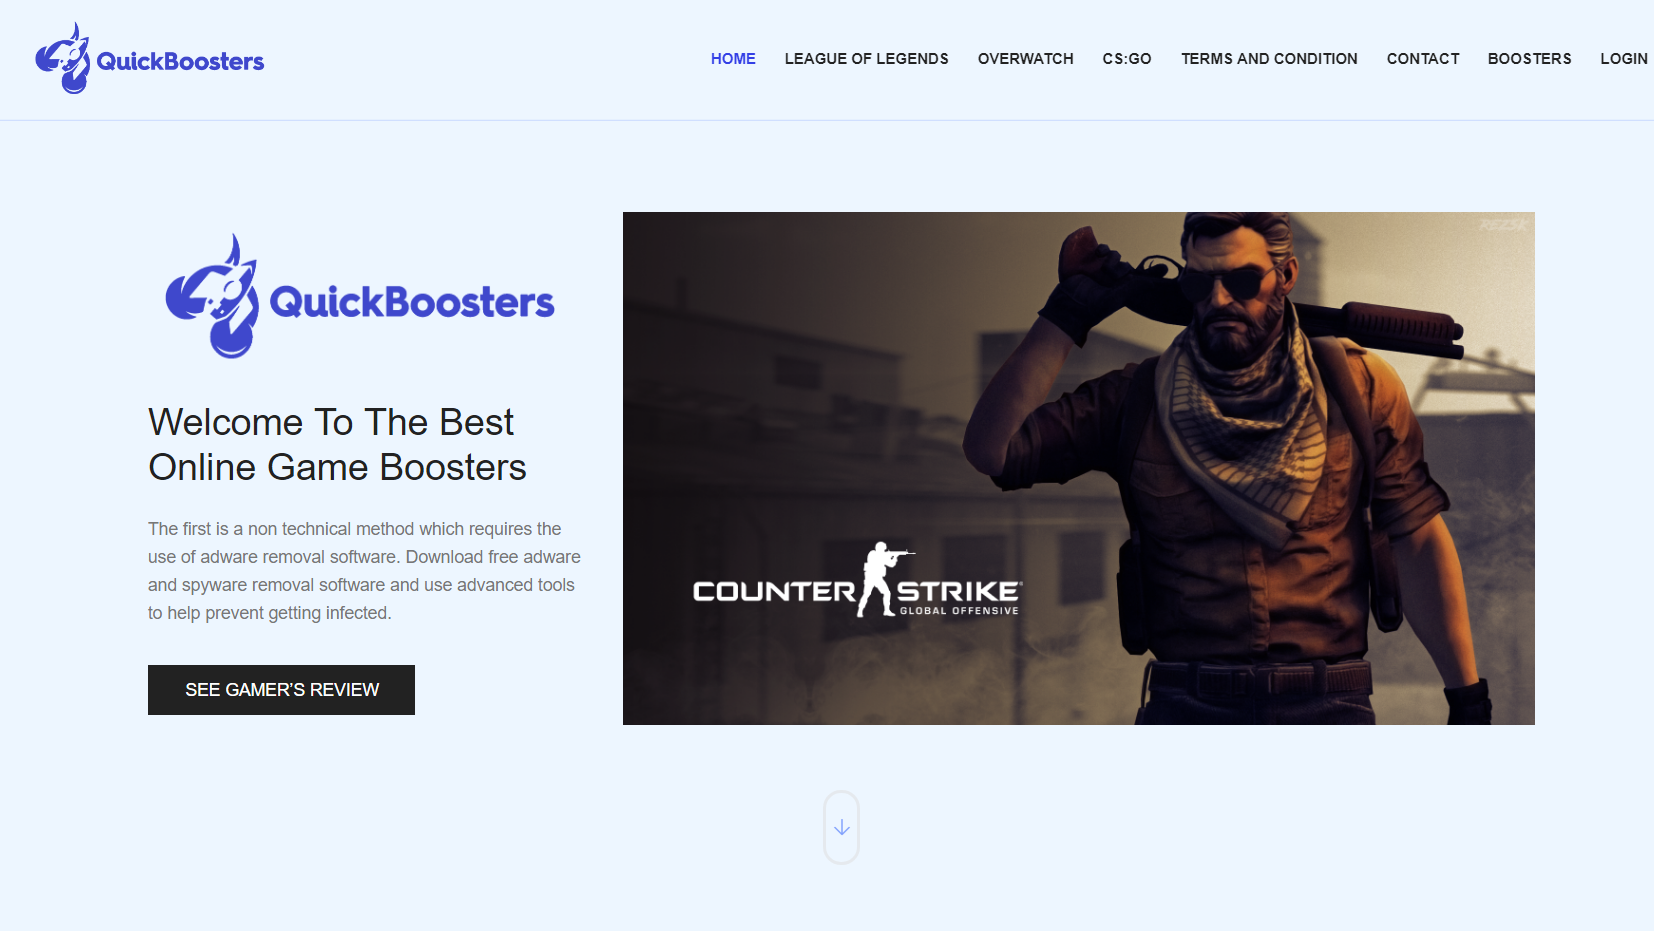 QuickBoosters
HOME LEAGUE OF LEGENDS OVERWATCH CS:GO TERMS AND CONDITION CONTACT BOOSTERS LOGIN
QuickBoosters
Welcome To The Best
Online Game Boosters
The first is a non technical method which requires the
use of adware removal software. Download free adware
and spyware removal software and use advanced tools
to help prevent getting infected.
SEE GAMER’S REVIEW
REZSK
COUNTER STRIKE
GLOBAL OFFENSIVE